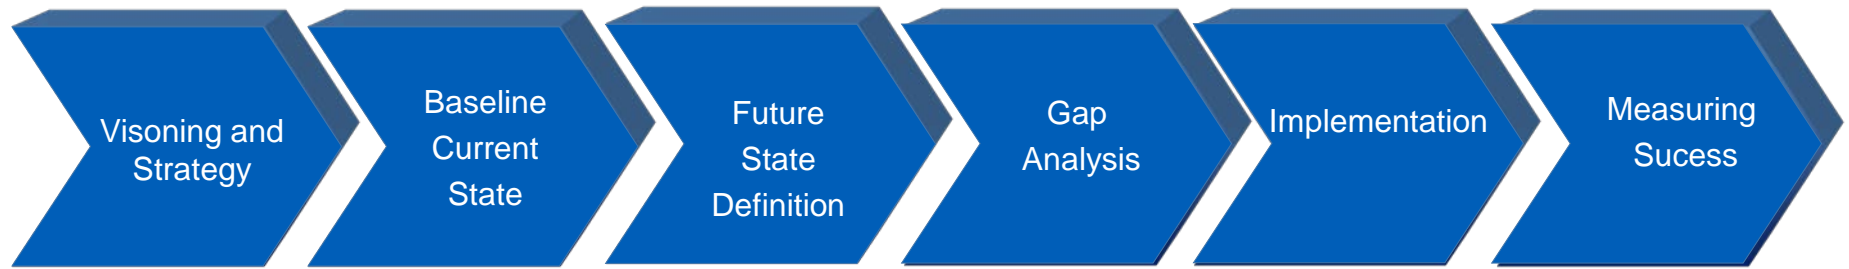 Visoning and
Strategy
Baseline
Current
State
Future
State
Definition
Gap
Analysis
Implementation
Measuring
Sucess